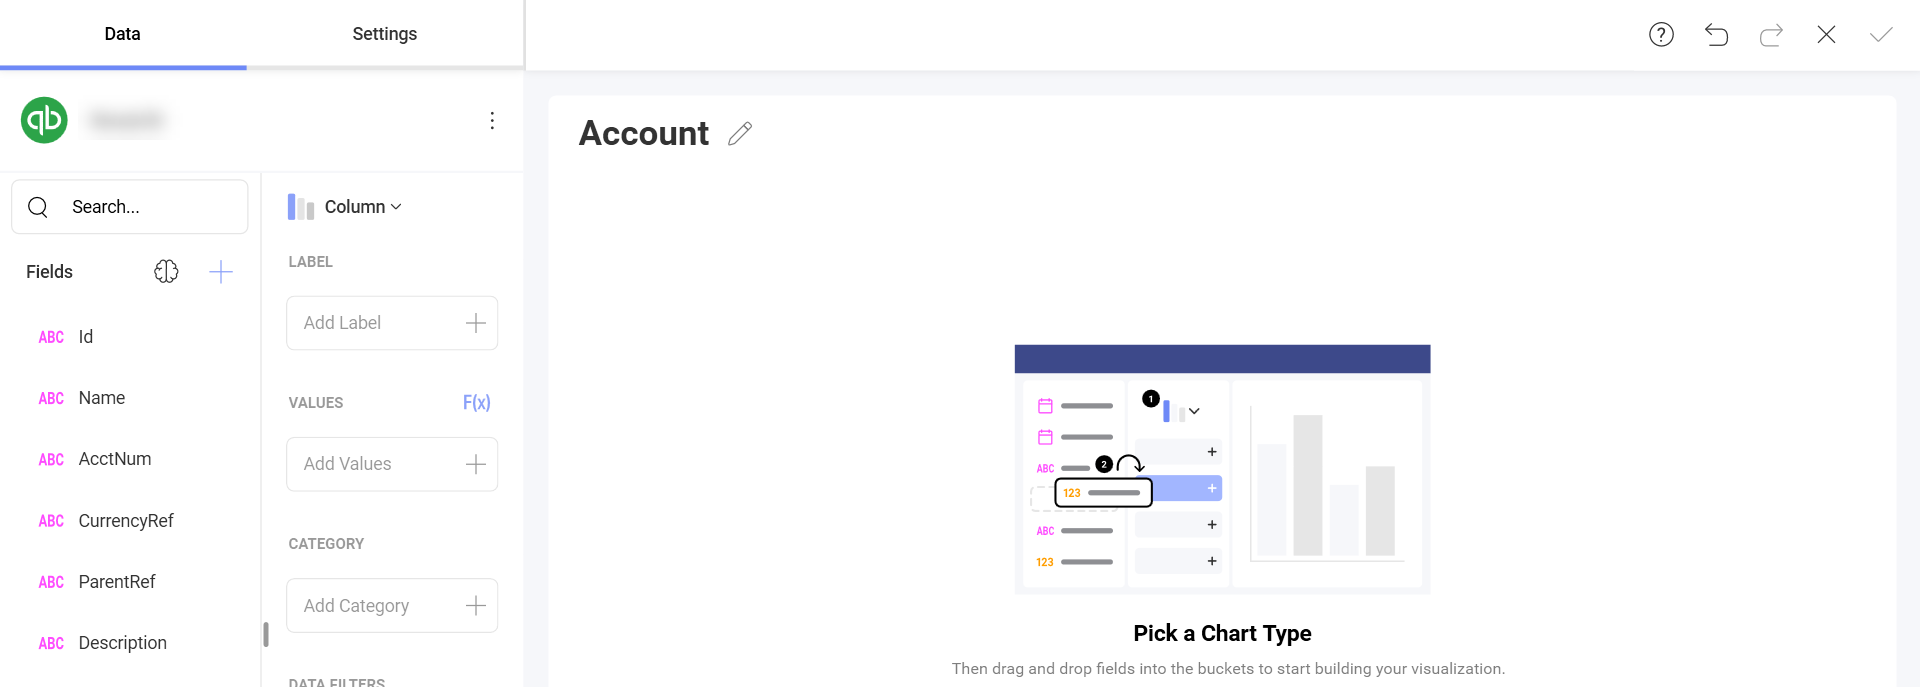 Data
Settings
qb
Search...
Fields
ABC Id
ABC Name
ABC AcctNum
ABC CurrencyRef
ABC ParentRef
ABC Description
Column
LABEL
Add Label
VALUES F(x)
Add Values
CATEGORY
Add Category
DATA FILTERS
?
Account
1
+
ABC 2
123 +
ABC +
123 +
Pick a Chart Type
Then drag and drop fields into the buckets to start building your visualization.